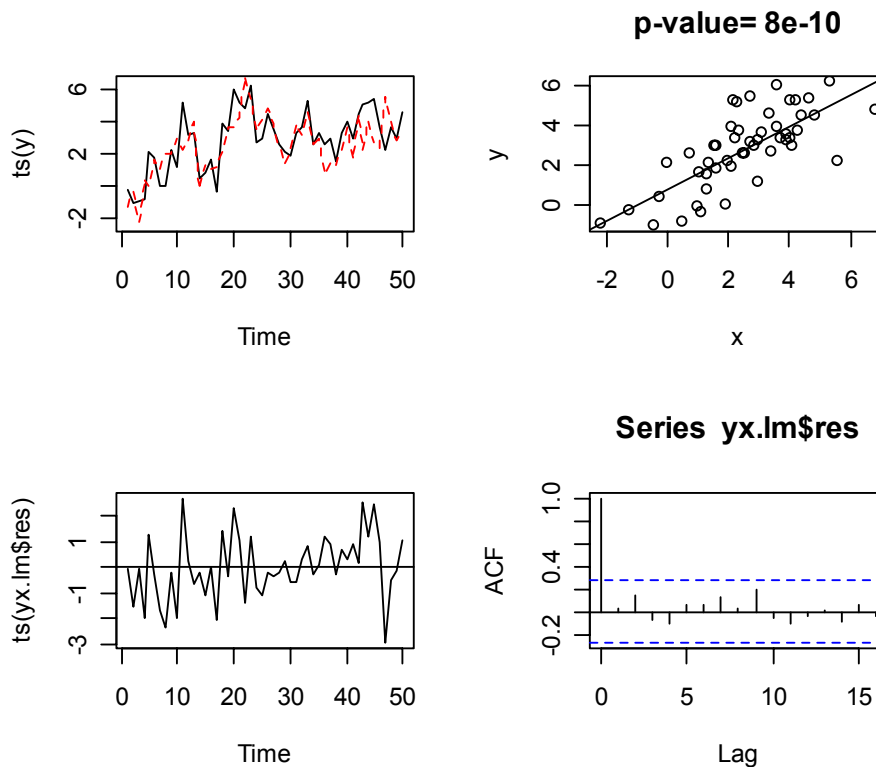 ts(y)
-2 2 6
0 10 20 30 40 50
Time
p-value= 8e-10
y
0 2 4 6
-2 0 2 4 6
x
ts(yx.lm$res)
-3 -1 1
0 10 20 30 40 50
Time
Series yx.lm$res
ACF
-0.2 0.4 1.0
0 5 10 15
Lag